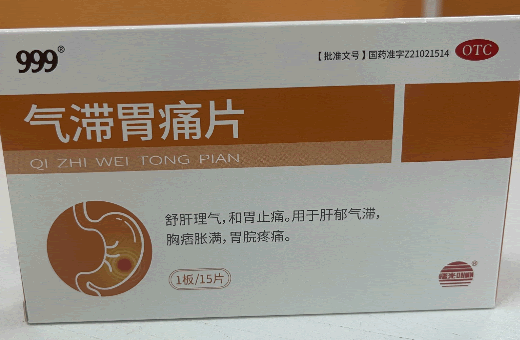 999®
【批准文号】国药准字Z21021514
OTC
气滞胃痛片
QI ZHI WEI TONG PIAN
舒肝理气,和胃止痛。用于肝郁气滞,
胸痞胀满,胃脘疼痛。
1板/15片